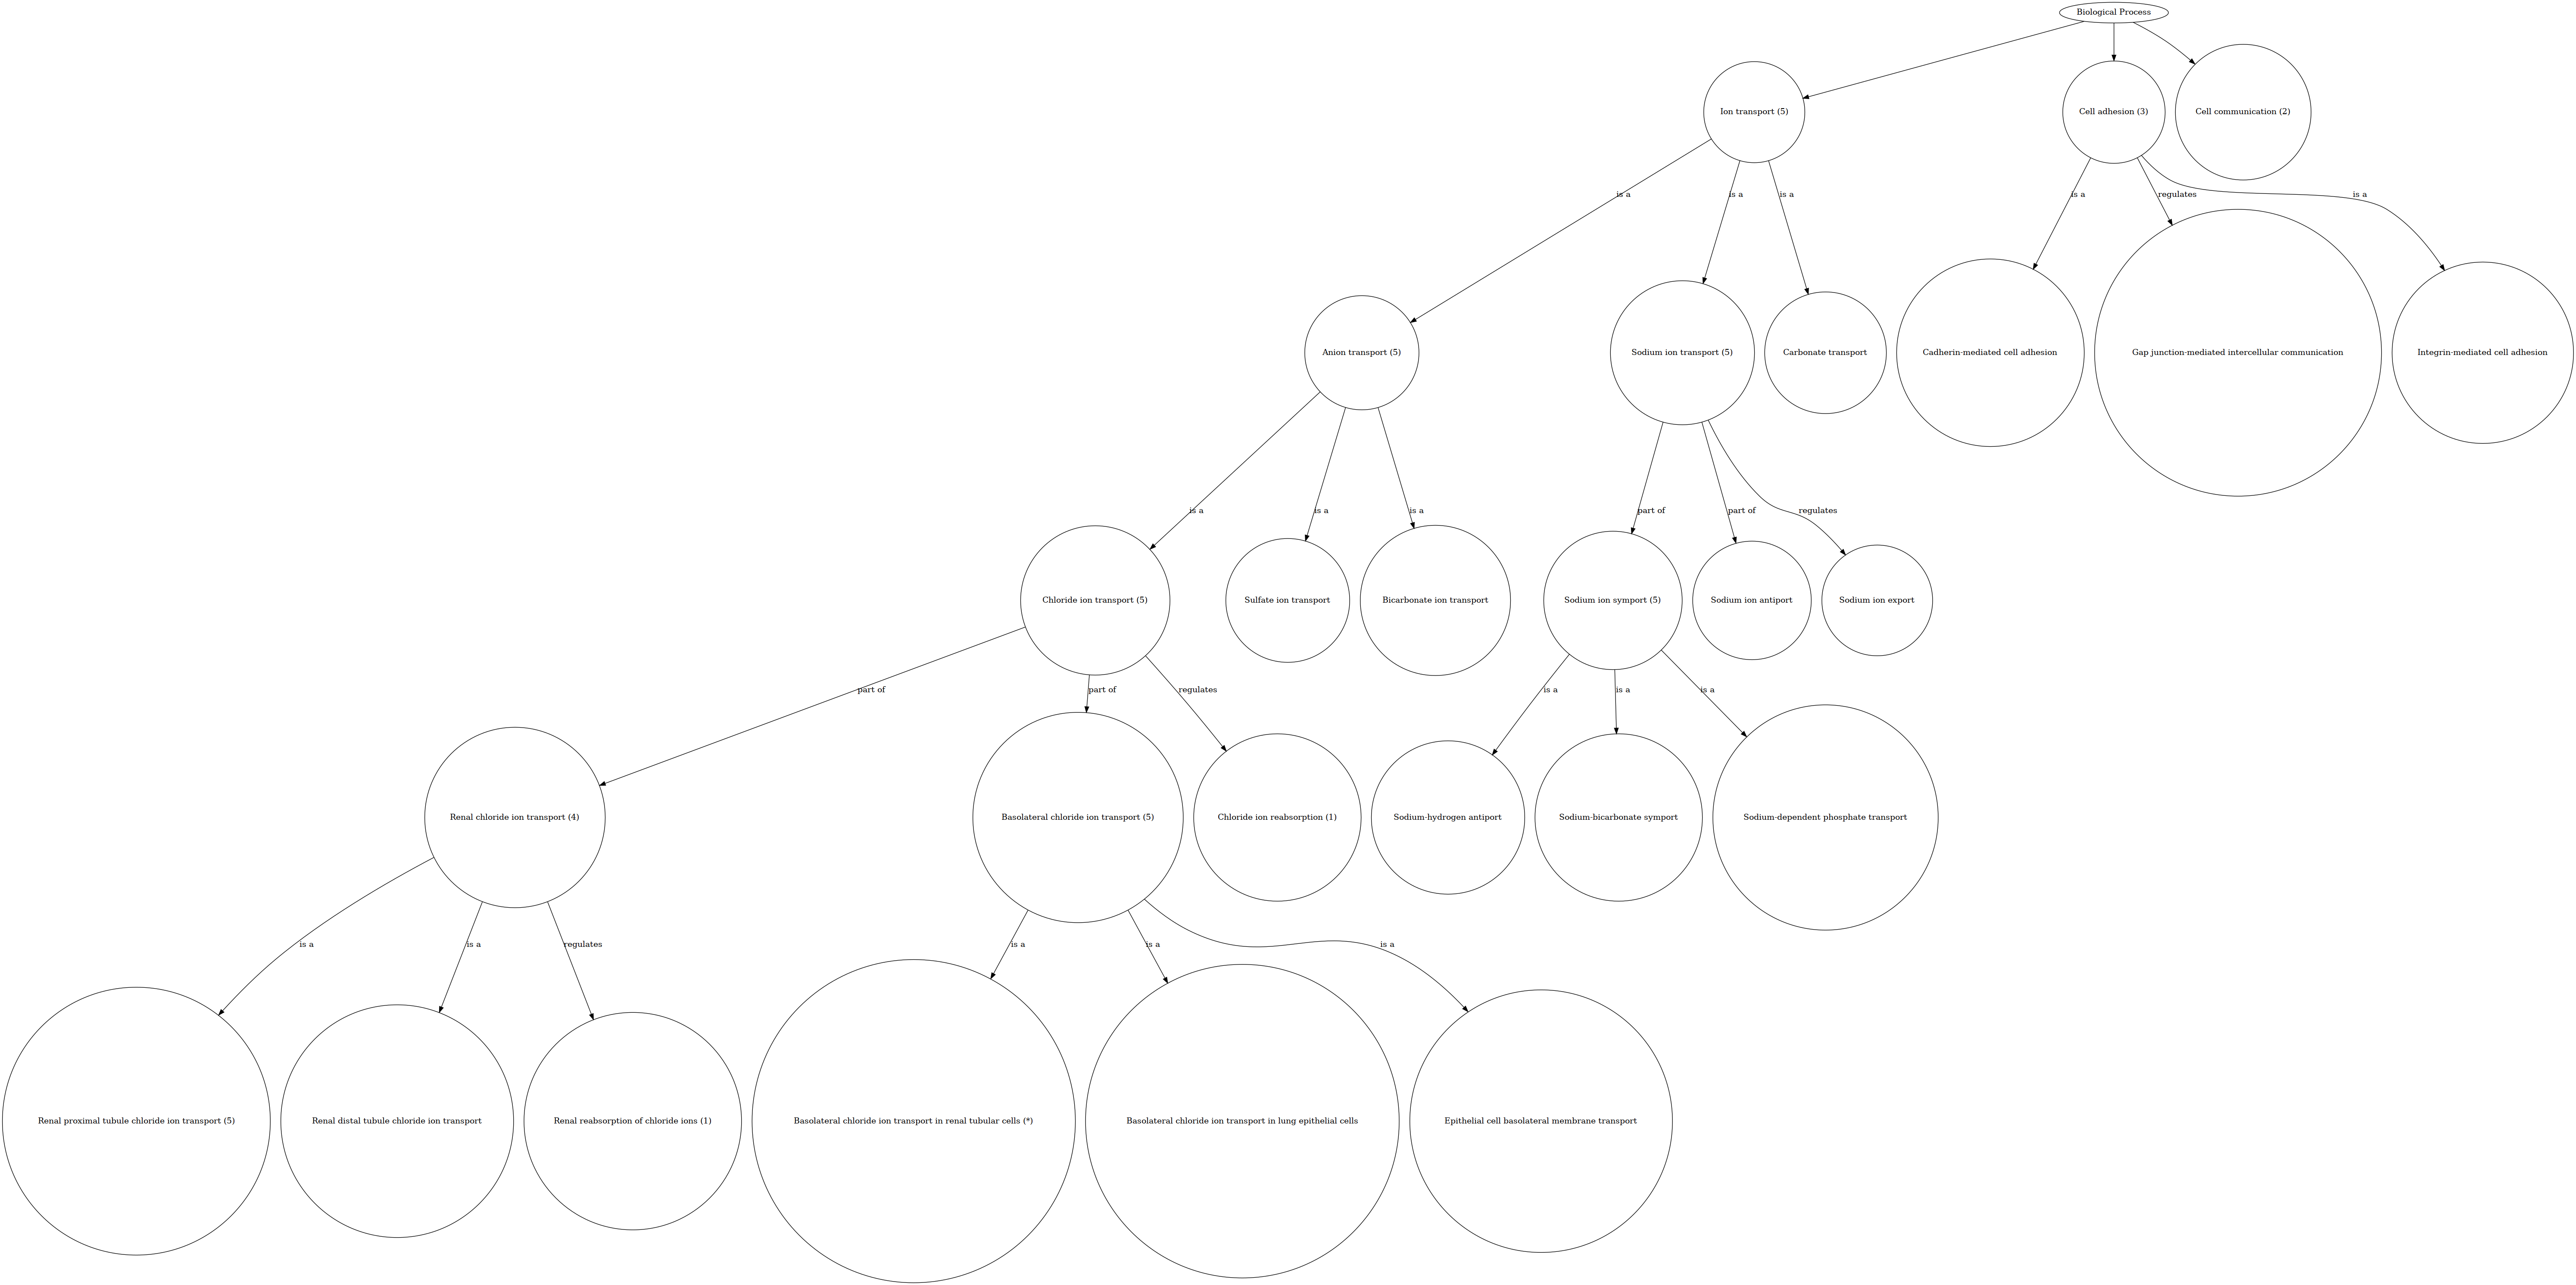 Biological Process
Ion transport (5)
Cell adhesion (3)
Cell communication (2)
is a
is a
is a
is a
regulates
is a
Anion transport (5)
Sodium ion transport (5)
Carbonate transport
Cadherin-mediated cell adhesion
Gap junction-mediated intercellular communication
Integrin-mediated cell adhesion
is a
is a
is a
part of
part of
regulates
Chloride ion transport (5)
Sulfate ion transport
Bicarbonate ion transport
Sodium ion symport (5)
Sodium ion antiport
Sodium ion export
part of
part of
regulates
is a
is a
is a
Renal chloride ion transport (4)
Basolateral chloride ion transport (5)
Chloride ion reabsorption (1)
Sodium-hydrogen antiport
Sodium-bicarbonate symport
Sodium-dependent phosphate transport
is a
is a
regulates
is a
is a
is a
Renal proximal tubule chloride ion transport (5)
Renal distal tubule chloride ion transport
Renal reabsorption of chloride ions (1)
Basolateral chloride ion transport in renal tubular cells (*)
Basolateral chloride ion transport in lung epithelial cells
Epithelial cell basolateral membrane transport